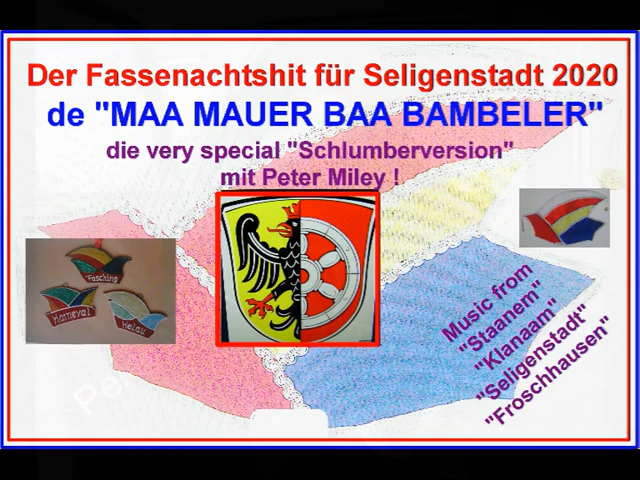 Der Fassenachtshit für Seligenstadt 2020
de "MAA MAUER BAA BAMBELER"
die very special "Schlumberversion"
mit Peter Miley !
Fasching
Karneval
Helau
Music from
"Staanem"
"Klanaam"
"Seligenstadt"
"Froschhausen"